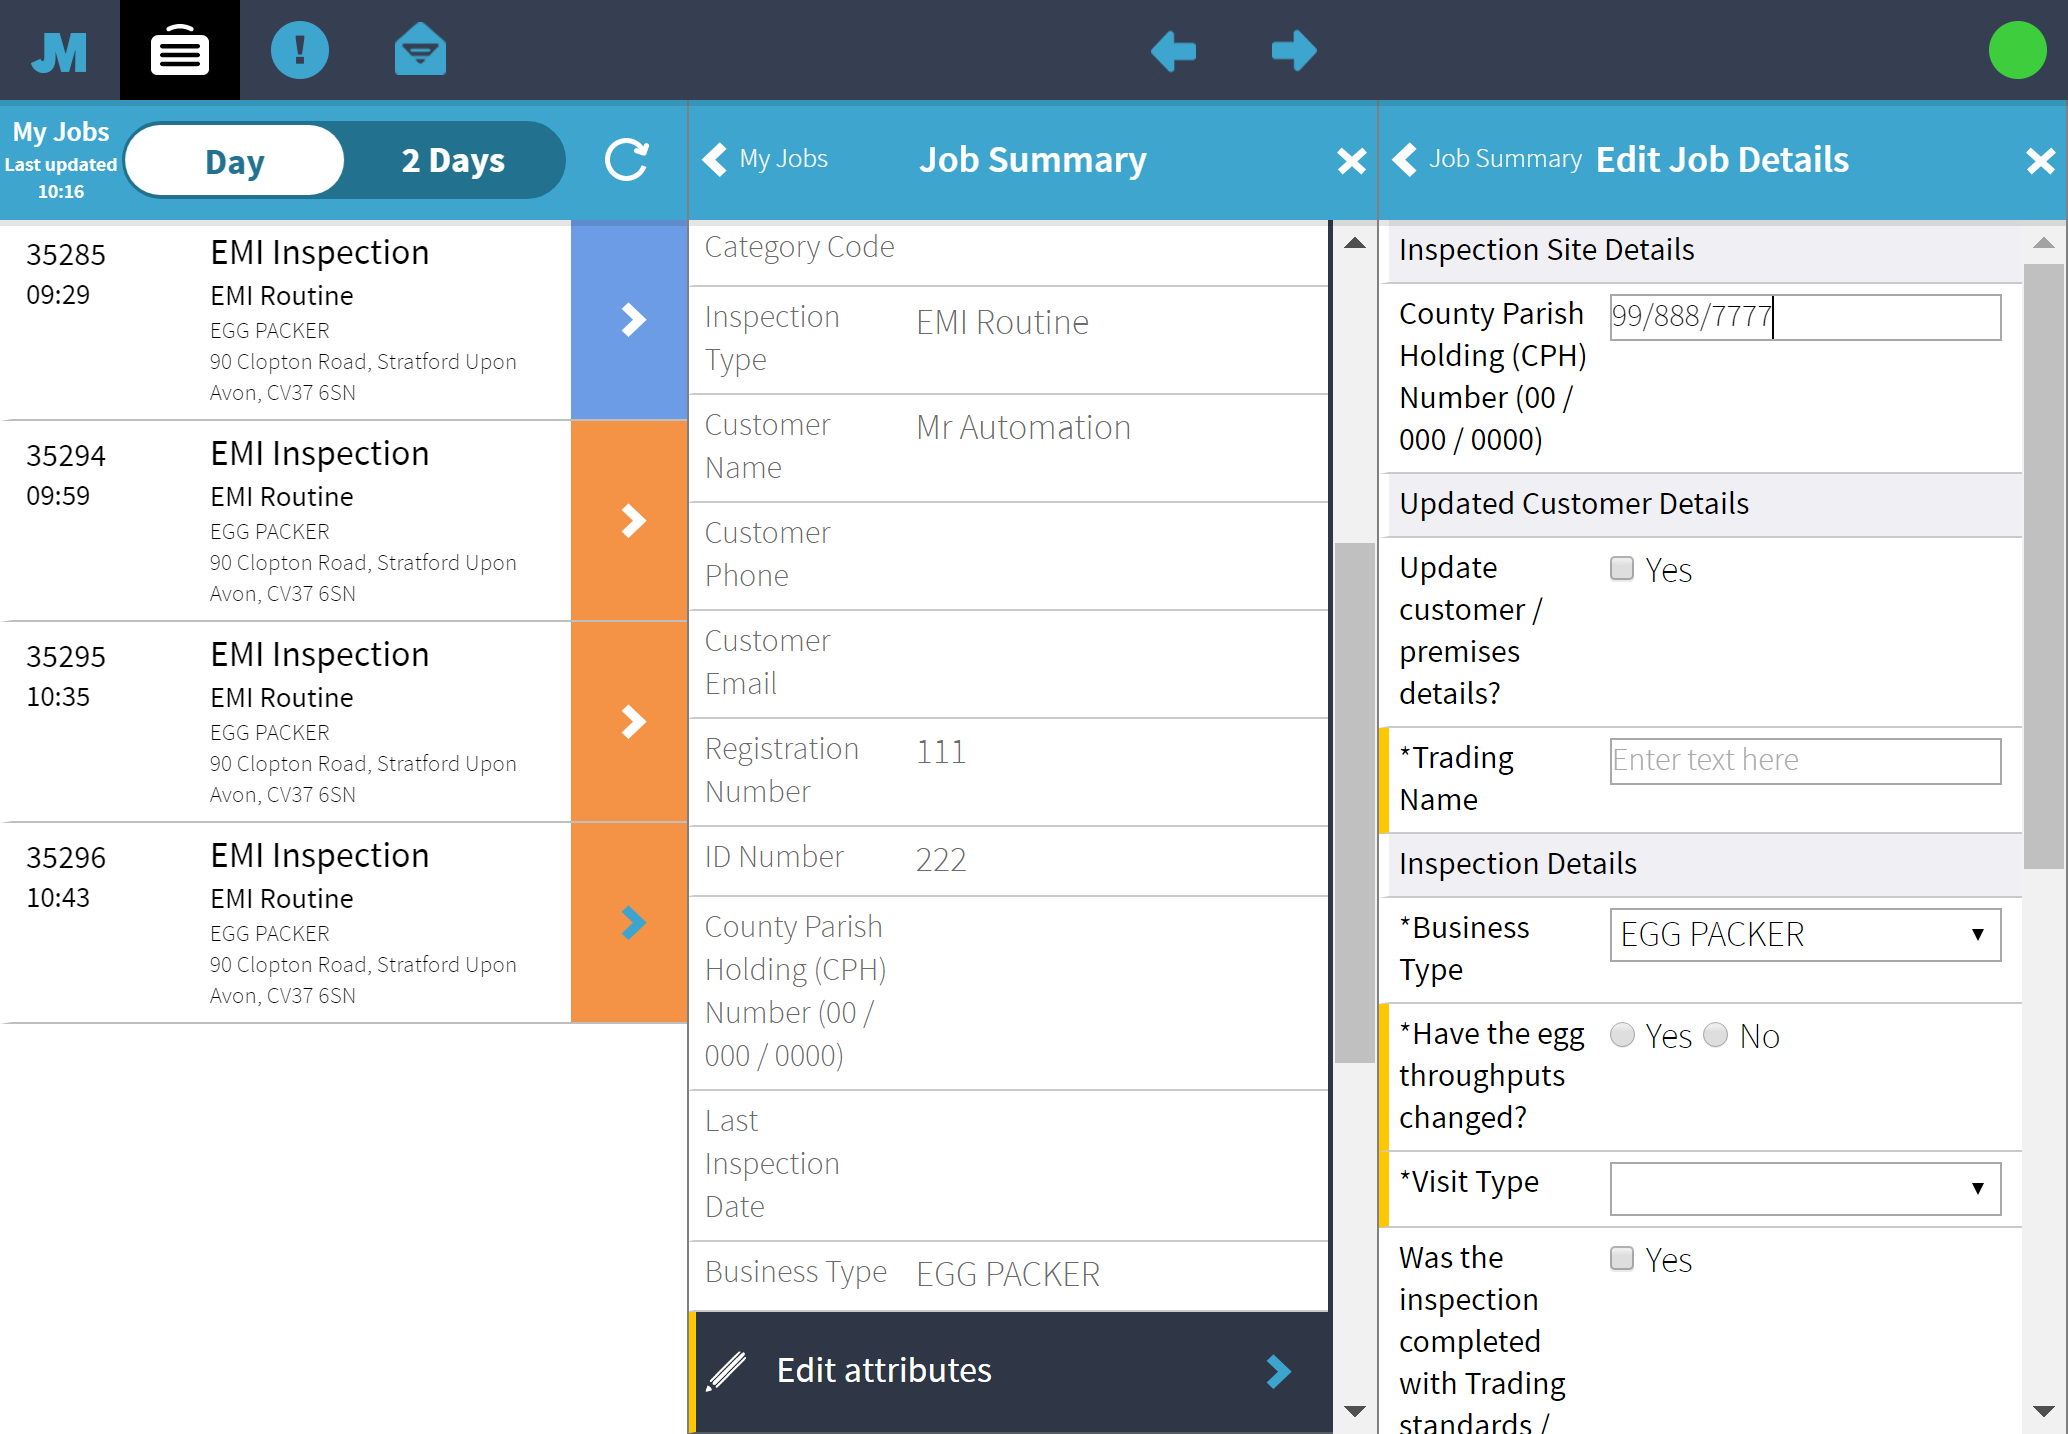 JM
!
My Jobs
Last updated
10:16
Day
2 Days
35285
09:29
EMI Inspection
EMI Routine
EGG PACKER
90 Clopton Road, Stratford Upon
Avon, CV37 6SN
35294
09:59
EMI Inspection
EMI Routine
EGG PACKER
90 Clopton Road, Stratford Upon
Avon, CV37 6SN
35295
10:35
EMI Inspection
EMI Routine
EGG PACKER
90 Clopton Road, Stratford Upon
Avon, CV37 6SN
35296
10:43
EMI Inspection
EMI Routine
EGG PACKER
90 Clopton Road, Stratford Upon
Avon, CV37 6SN
My Jobs
Job Summary
Category Code
Inspection
Type
EMI Routine
Customer
Name
Mr Automation
Customer
Phone
Customer
Email
Registration
Number
111
ID Number
222
County Parish
Holding (CPH)
Number (00 /
000 / 0000)
Last
Inspection
Date
Business Type
EGG PACKER
Edit attributes
Job Summary
Edit Job Details
Inspection Site Details
County Parish
Holding (CPH)
Number (00 /
000 / 0000)
99/888/7777
Updated Customer Details
Update
customer /
premises
details?
Yes
*Trading
Name
Enter text here
Inspection Details
*Business
Type
EGG PACKER
*Have the egg
throughputs
changed?
Yes
No
*Visit Type
Was the
inspection
completed
with Trading
standards /
Yes